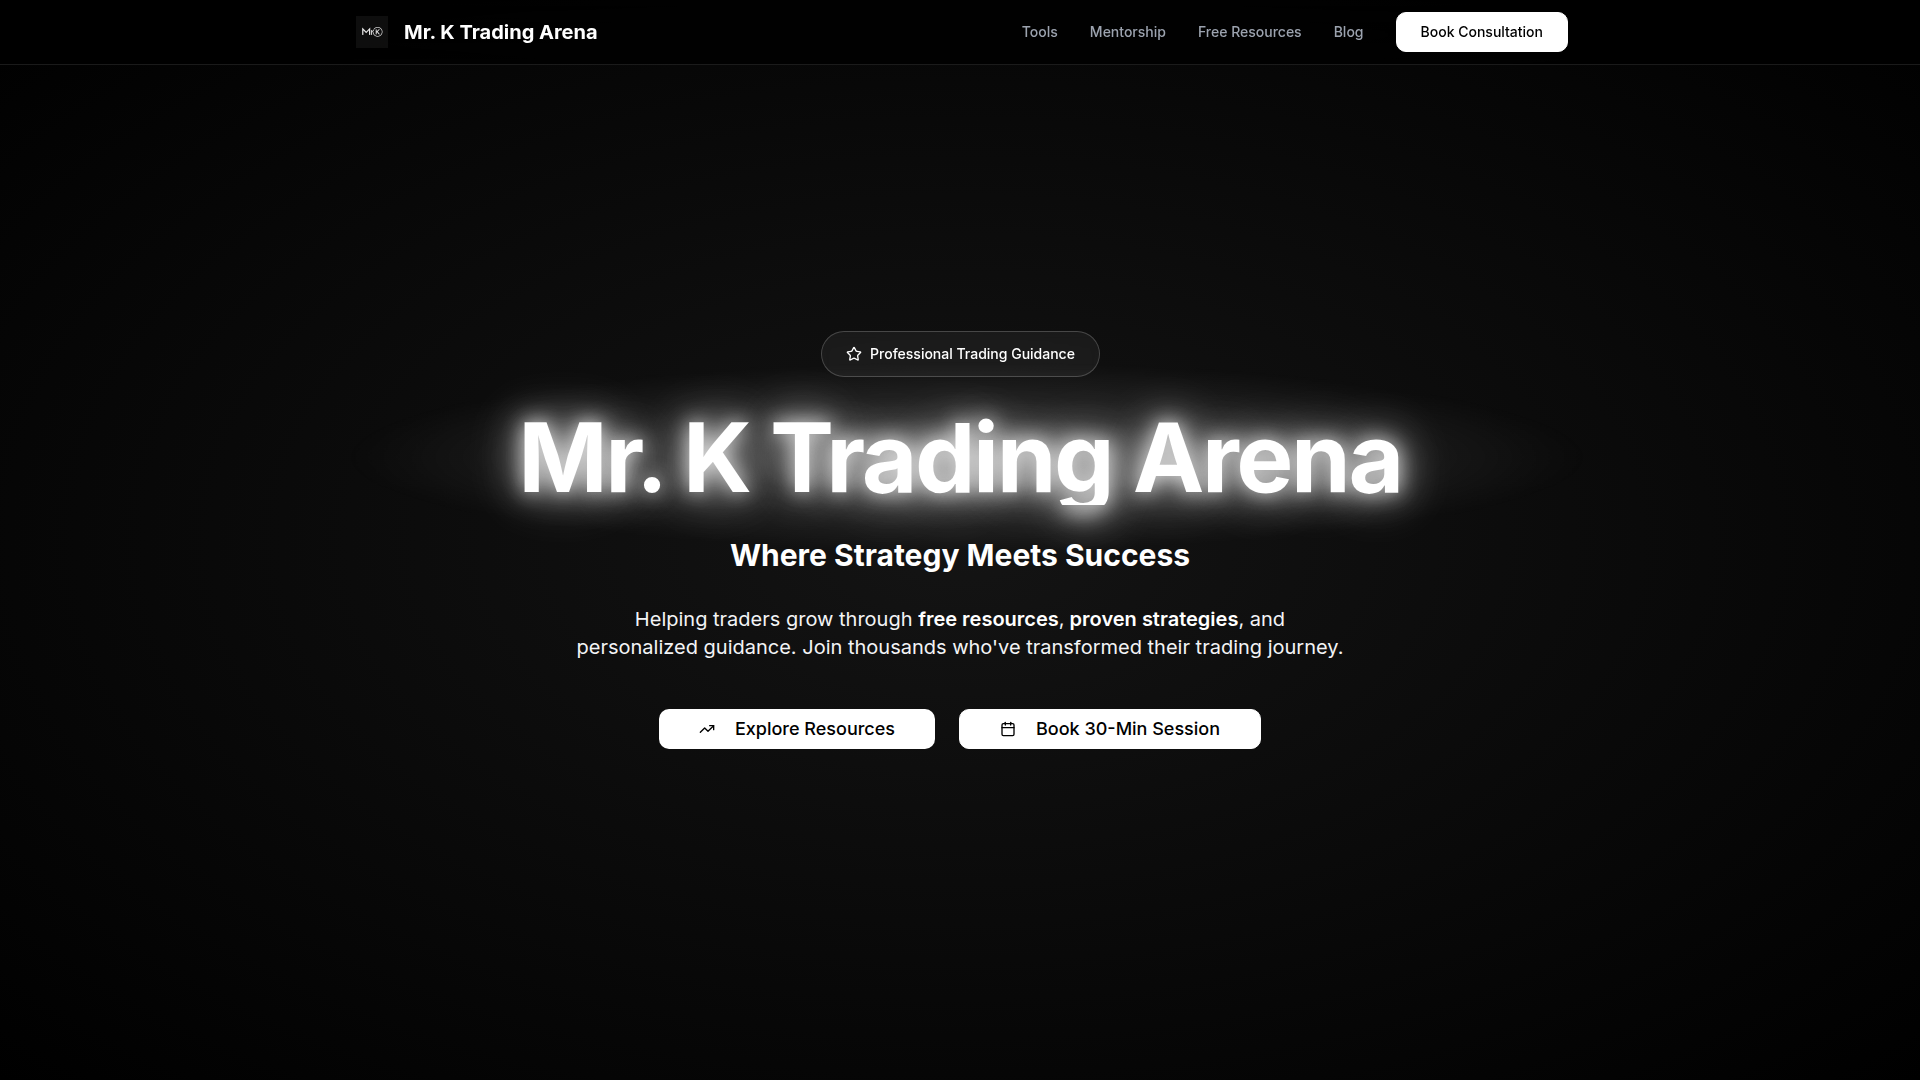 MrK
Mr. K Trading Arena
Tools
Mentorship
Free Resources
Blog
Book Consultation
Professional Trading Guidance
Mr. K Trading Arena
Where Strategy Meets Success
Helping traders grow through free resources, proven strategies, and
personalized guidance. Join thousands who've transformed their trading journey.
Explore Resources
Book 30-Min Session